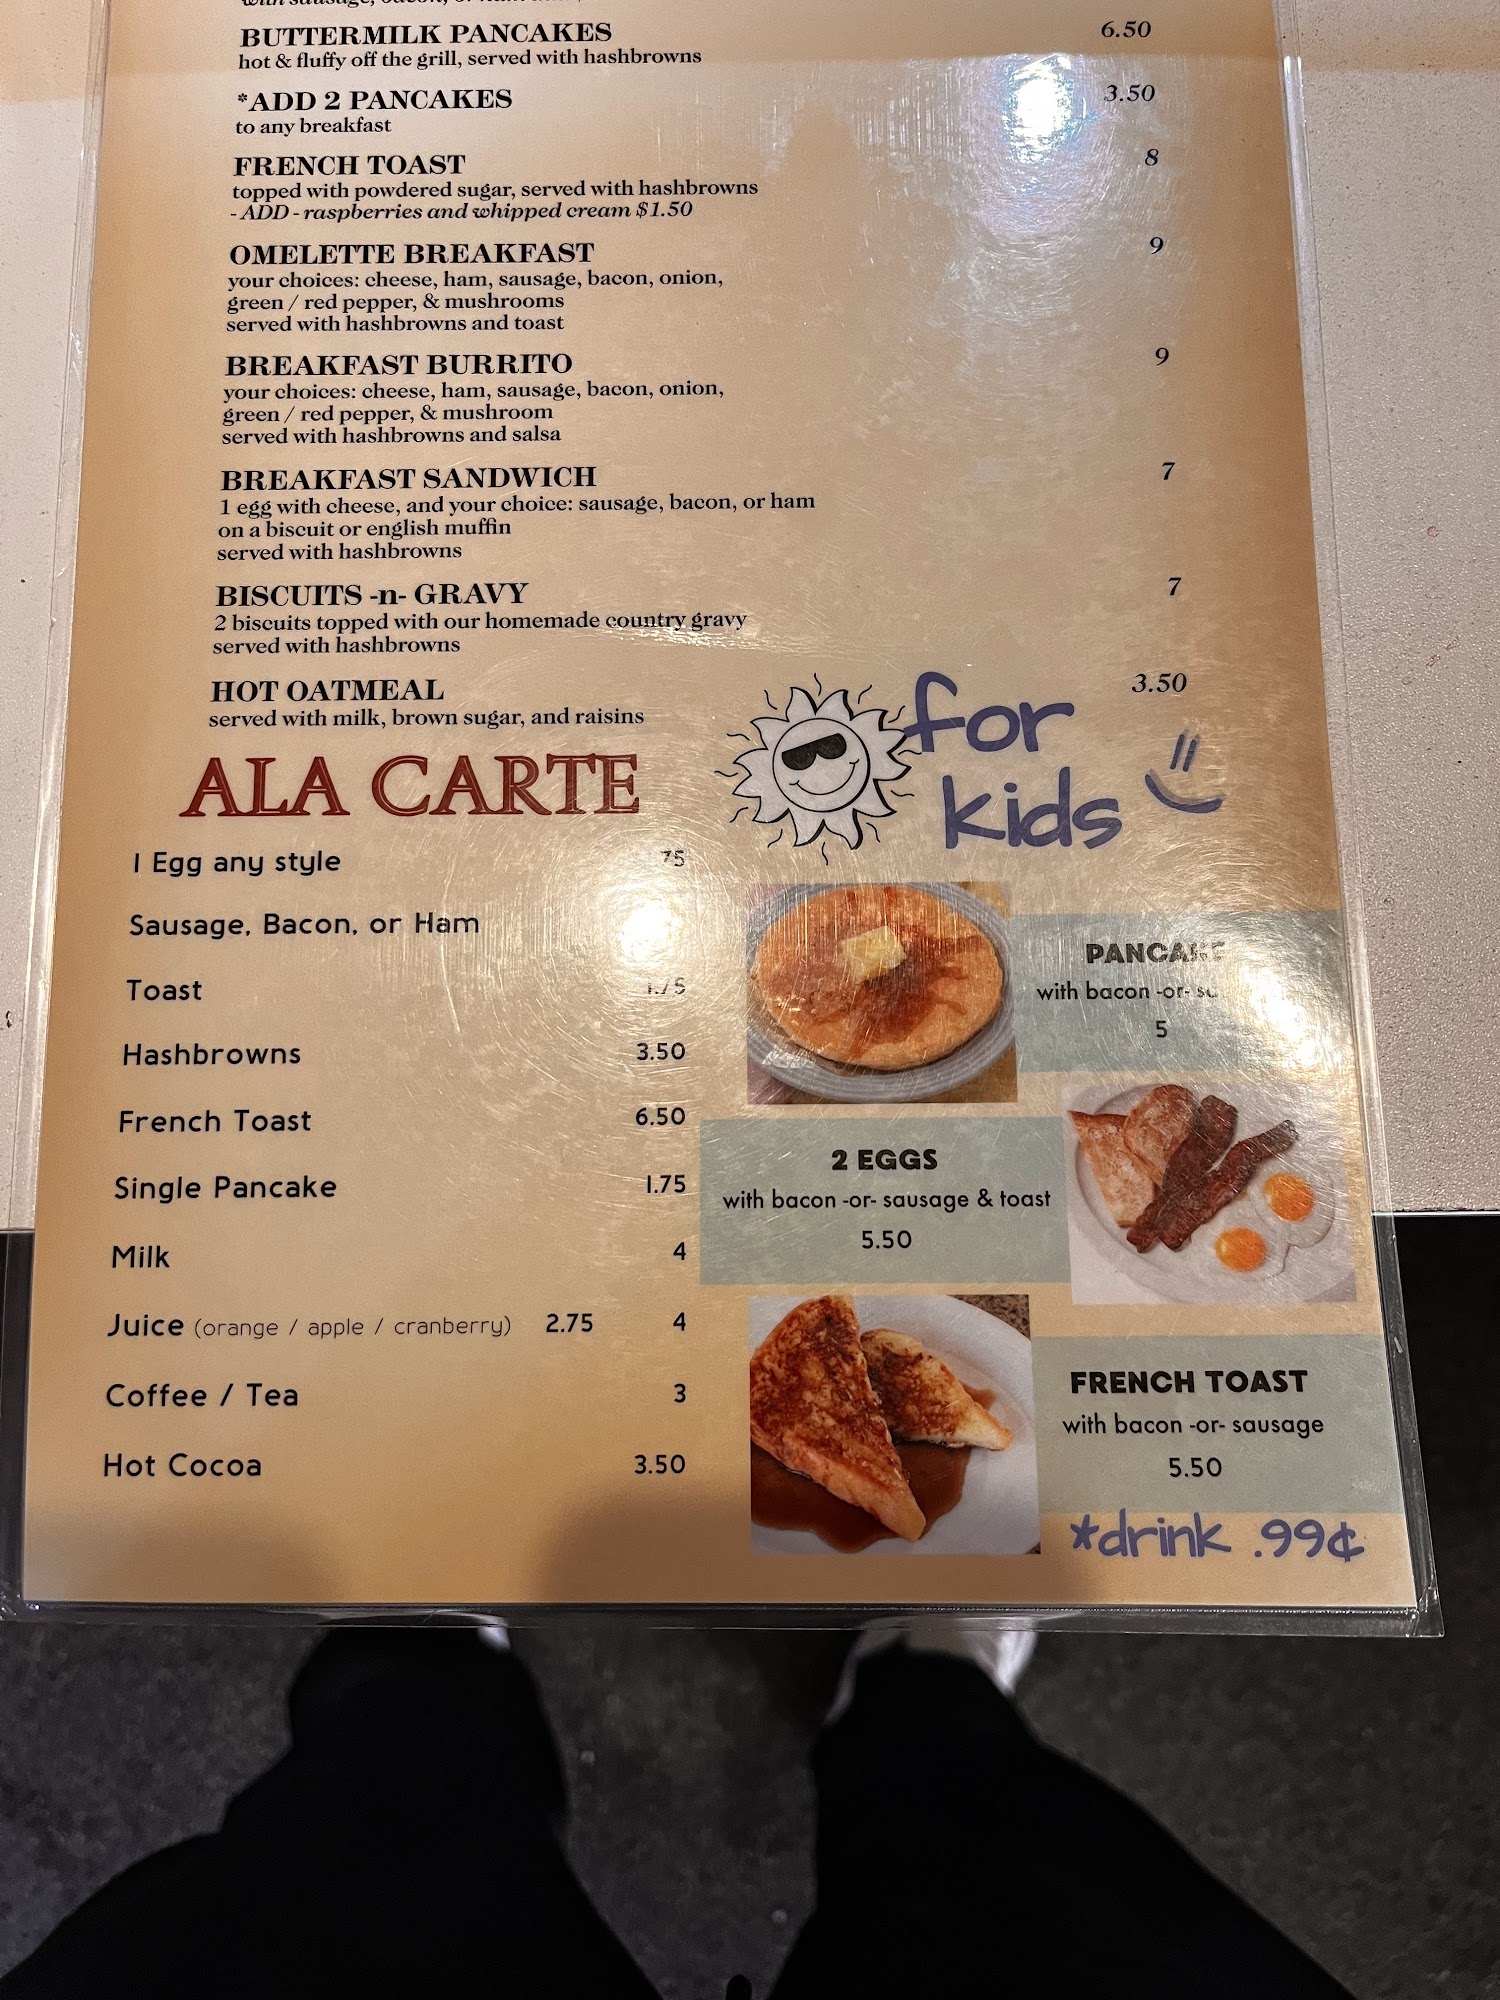 BUTTERMILK PANCAKES 6.50
hot & fluffy off the grill, served with hashbrowns
*ADD 2 PANCAKES 3.50
to any breakfast
FRENCH TOAST 8
topped with powdered sugar, served with hashbrowns
- ADD - raspberries and whipped cream $1.50
OMELETTE BREAKFAST 9
your choices: cheese, ham, sausage, bacon, onion,
green / red pepper, & mushrooms
served with hashbrowns and toast
BREAKFAST BURRITO 9
your choices: cheese, ham, sausage, bacon, onion,
green / red pepper, & mushroom
served with hashbrowns and salsa
BREAKFAST SANDWICH 7
1 egg with cheese, and your choice: sausage, bacon, or ham
on a biscuit or english muffin
served with hashbrowns
BISCUITS -n- GRAVY 7
2 biscuits topped with our homemade country gravy
served with hashbrowns
HOT OATMEAL 3.50
served with milk, brown sugar, and raisins
ALA CARTE
1 Egg any style 75
Sausage, Bacon, or Ham
Toast 1.75
Hashbrowns 3.50
French Toast 6.50
Single Pancake 1.75
Milk 4
Juice (orange / apple / cranberry) 2.75 4
Coffee / Tea 3
Hot Cocoa 3.50
for
kids
PANCAKE
with bacon -or-
5
2 EGGS
with bacon -or- sausage & toast
5.50
FRENCH TOAST
with bacon -or- sausage
5.50
*drink .99¢